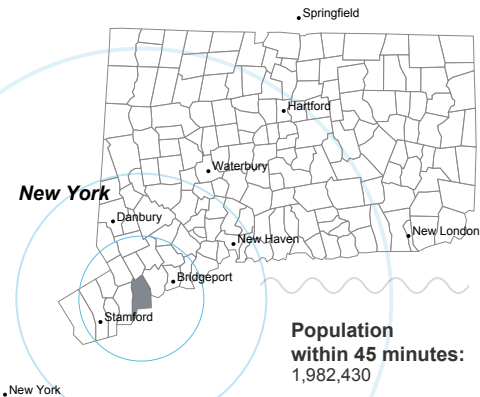 Springfield
Hartford
Waterbury
New York
Danbury
New Haven
New London
Bridgeport
Stamford
Population
within 45 minutes:
1,982,430
New York